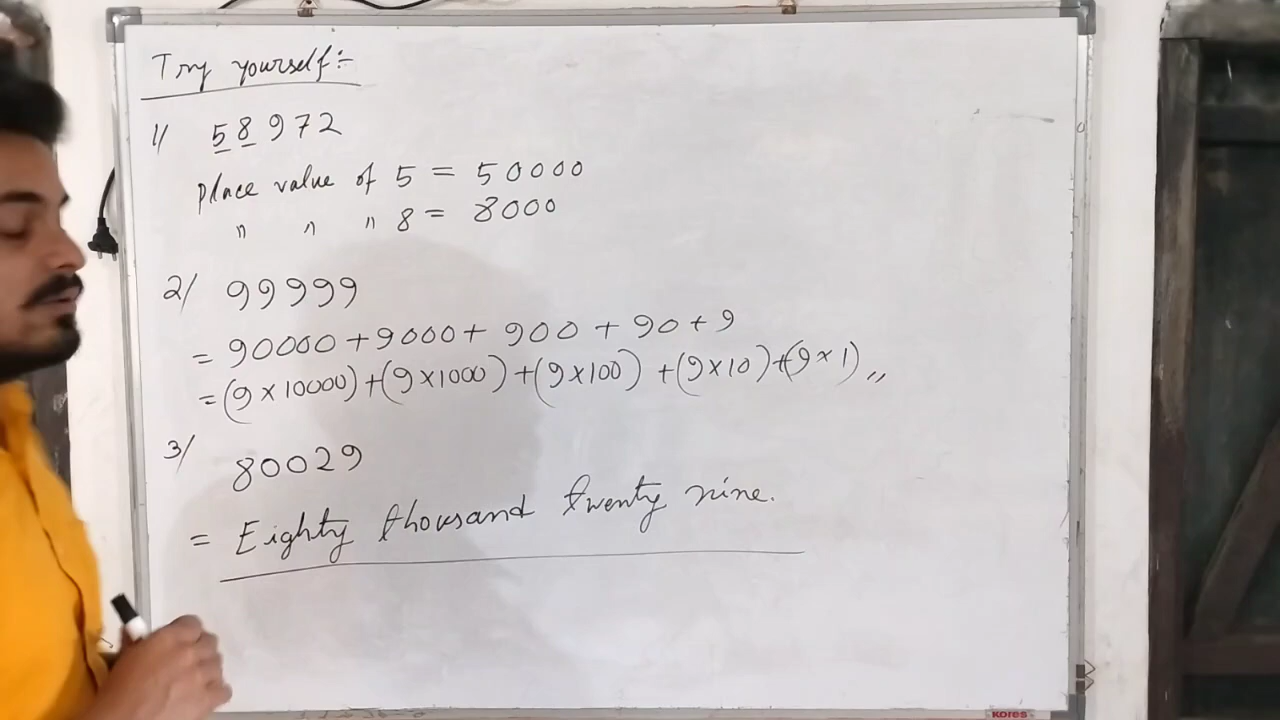 Try yourself:-
1/ 58972
Place value of 5 = 50000
" " " 8 = 8000
2/ 99999
= 90000 + 9000 + 900 + 90 + 9
= (9 × 10000) + (9 × 1000) + (9 × 100) + (9 × 10) + (9 × 1) ,,
3/ 80029
= Eighty thousand twenty nine.
KORES